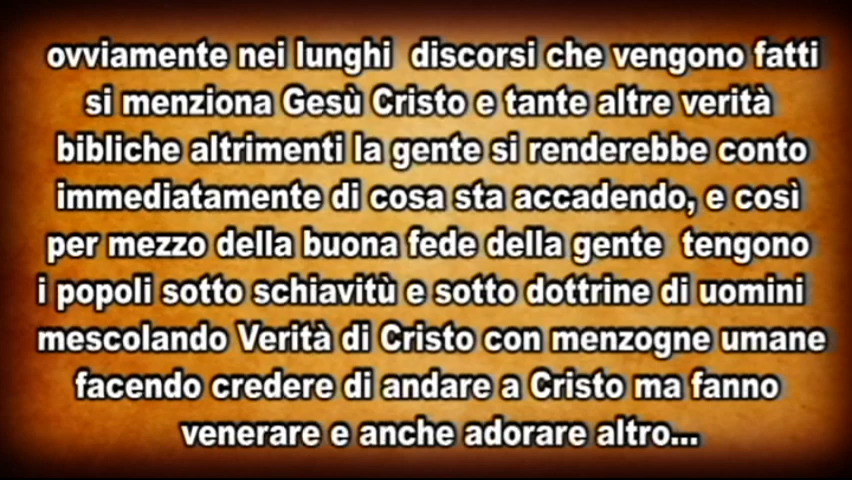 ovviamente nei lunghi discorsi che vengono fatti
si menziona Gesù Cristo e tante altre verità
bibliche altrimenti la gente si renderebbe conto
immediatamente di cosa sta accadendo, e così
per mezzo della buona fede della gente tengono
i popoli sotto schiavitù e sotto dottrine di uomini
mescolando Verità di Cristo con menzogne umane
facendo credere di andare a Cristo ma fanno
venerare e anche adorare altro...